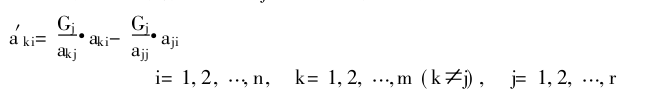 a′ki= Gj/akj • aki− Gj/ajj • aji
i= 1, 2, …,n, k= 1, 2, …,m (k≠j), j= 1, 2, …,r